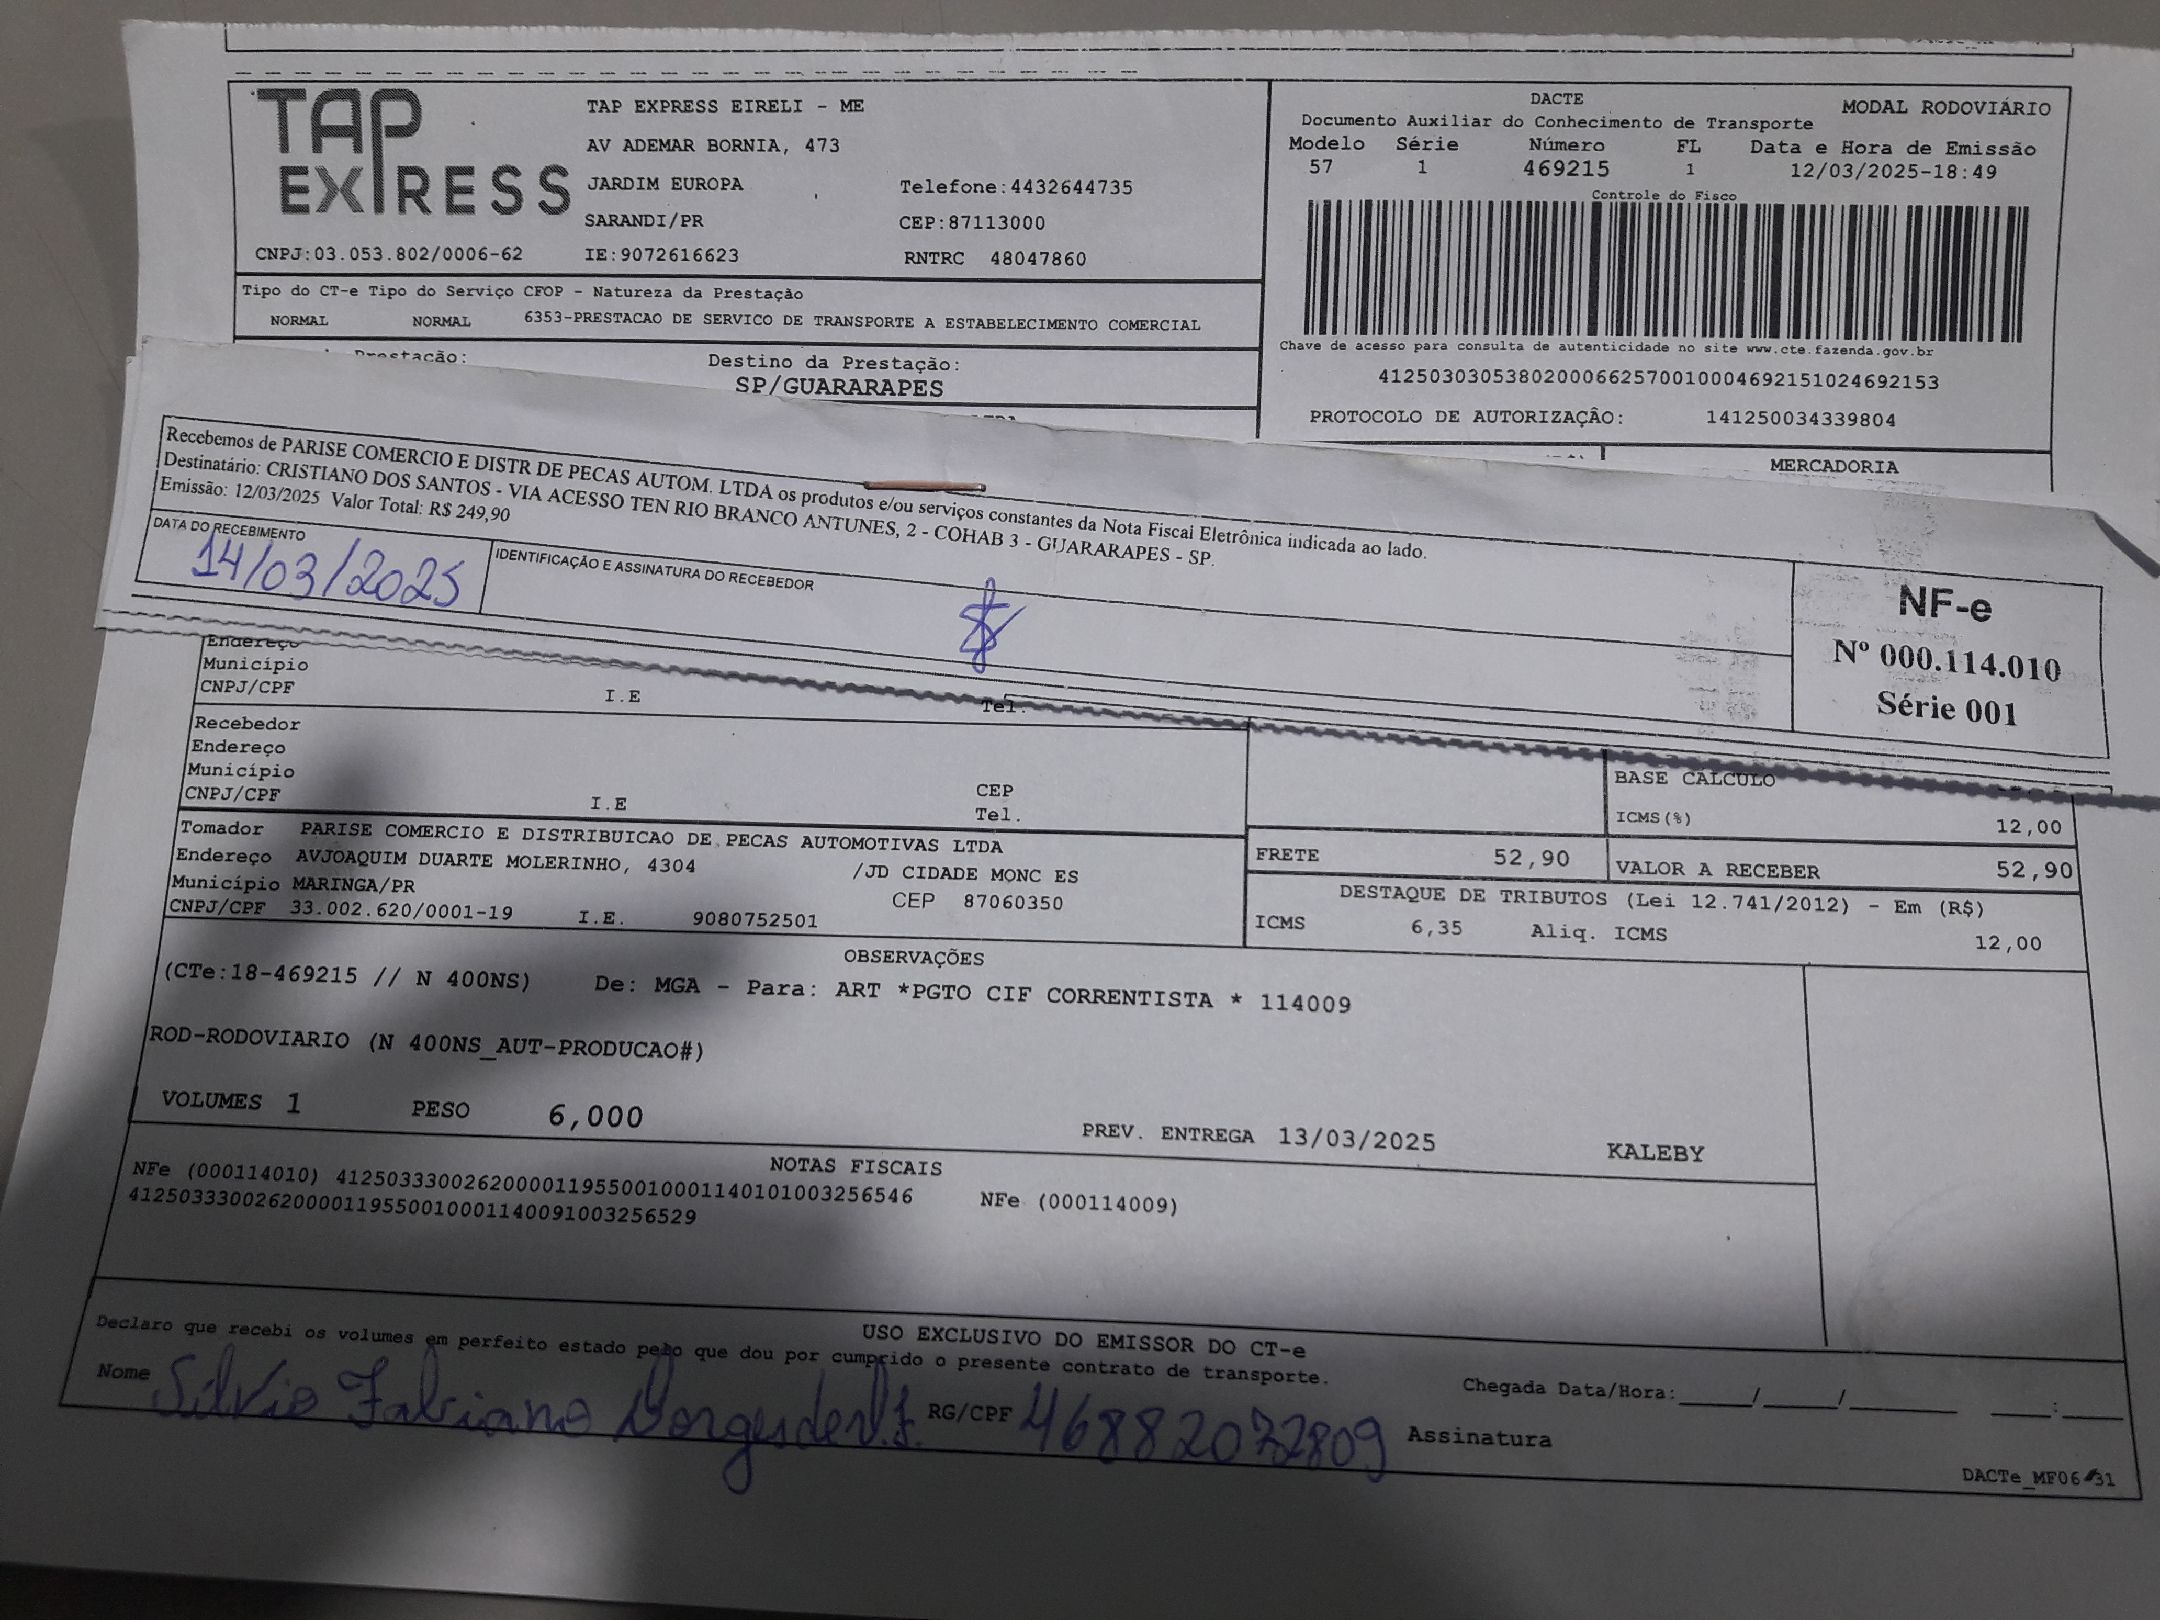 TAP EXPRESS
TAP EXPRESS EIRELI - ME
AV ADEMAR BORNIA, 473
JARDIM EUROPA Telefone:4432644735
SARANDI/PR CEP:87113000
CNPJ:03.053.802/0006-62 IE:9072616623 RNTRC 48047860
DACTE MODAL RODOVIÁRIO
Documento Auxiliar do Conhecimento de Transporte
Modelo Série Número FL Data e Hora de Emissão
57 1 469215 1 12/03/2025-18:49
Controle do Fisco
Chave de acesso para consulta de autenticidade no site www.cte.fazenda.gov.br
41250303053802000662570010004692151024692153
PROTOCOLO DE AUTORIZAÇÂO: 141250034339804
Tipo do CT-e Tipo do Serviço CFOP - Natureza da Prestação
NORMAL NORMAL 6353-PRESTACAO DE SERVICO DE TRANSPORTE A ESTABELECIMENTO COMERCIAL
Prestação: Destino da Prestação:
SP/GUARARAPES
MERCADORIA
Recebemos de PARISE COMERCIO E DISTR DE PECAS AUTOM. LTDA os produtos e/ou serviços constantes da Nota Fiscal Eletrônica indicada ao lado.
Destinatário: CRISTIANO DOS SANTOS - VIA ACESSO TEN RIO BRANCO ANTUNES, 2 - COHAB 3 - GUARARAPES - SP.
Emissão: 12/03/2025 Valor Total: R$ 249,90
DATA DO RECEBIMENTO IDENTIFICAÇÃO E ASSINATURA DO RECEBEDOR
14/03/2025
NF-e
Nº 000.114.010
Série 001
Endereço
Município
CNPJ/CPF I.E Tel.
Recebedor
Endereço
Município CEP
CNPJ/CPF I.E Tel.
BASE CÁLCULO
ICMS(%) 12,00
Tomador PARISE COMERCIO E DISTRIBUICAO DE PECAS AUTOMOTIVAS LTDA
Endereço AVJOAQUIM DUARTE MOLERINHO, 4304 /JD CIDADE MONC ES
Município MARINGA/PR CEP 87060350
CNPJ/CPF 33.002.620/0001-19 I.E. 9080752501
FRETE 52,90 VALOR A RECEBER 52,90
DESTAQUE DE TRIBUTOS (Lei 12.741/2012) - Em (R$)
ICMS 6,35 Aliq. ICMS 12,00
OBSERVAÇÕES
(CTe:18-469215 // N 400NS) De: MGA - Para: ART *PGTO CIF CORRENTISTA * 114009
ROD-RODOVIARIO (N 400NS_AUT-PRODUCAO#)
VOLUMES 1 PESO 6,000 PREV. ENTREGA 13/03/2025 KALEBY
NOTAS FISCAIS
NFe (000114010) 41250333002620000119550010001140101003256546 NFe (000114009)
41250333002620000119550010001140091003256529
USO EXCLUSIVO DO EMISSOR DO CT-e
Declaro que recebi os volumes em perfeito estado pelo que dou por cumprido o presente contrato de transporte.
Nome Silvio Fabiano RG/CPF Assinatura
Chegada Data/Hora:_____/_____/________ ____:____